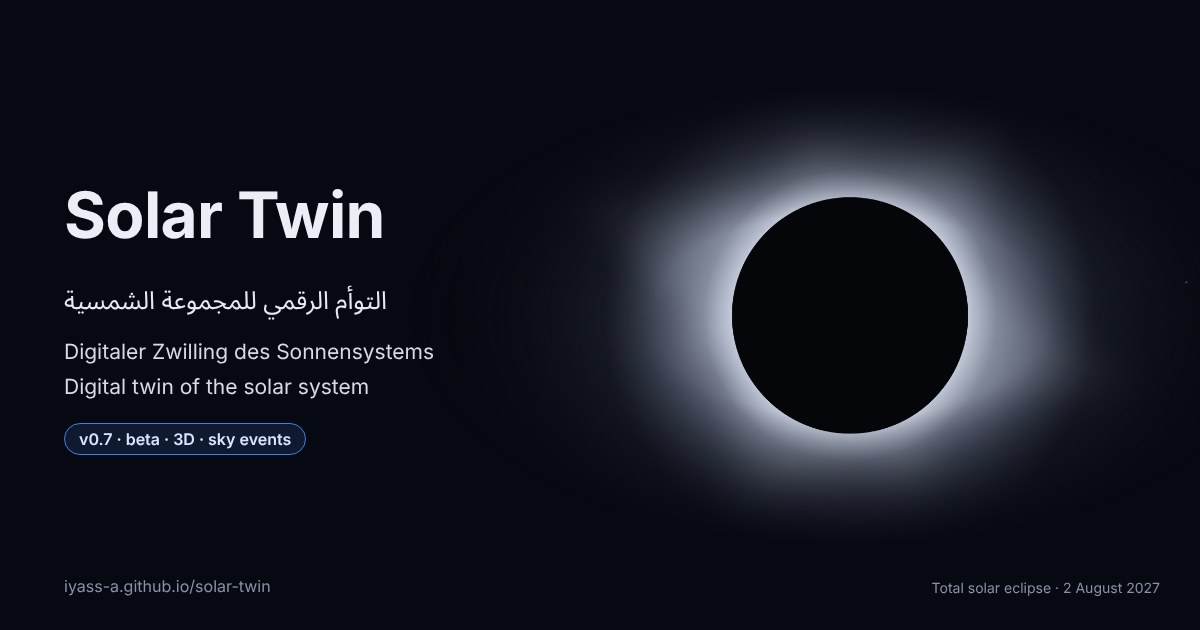 Solar Twin
التوأم الرقمي للمجموعة الشمسية
Digitaler Zwilling des Sonnensystems
Digital twin of the solar system
v0.7 · beta · 3D · sky events
iyass-a.github.io/solar-twin
Total solar eclipse · 2 August 2027